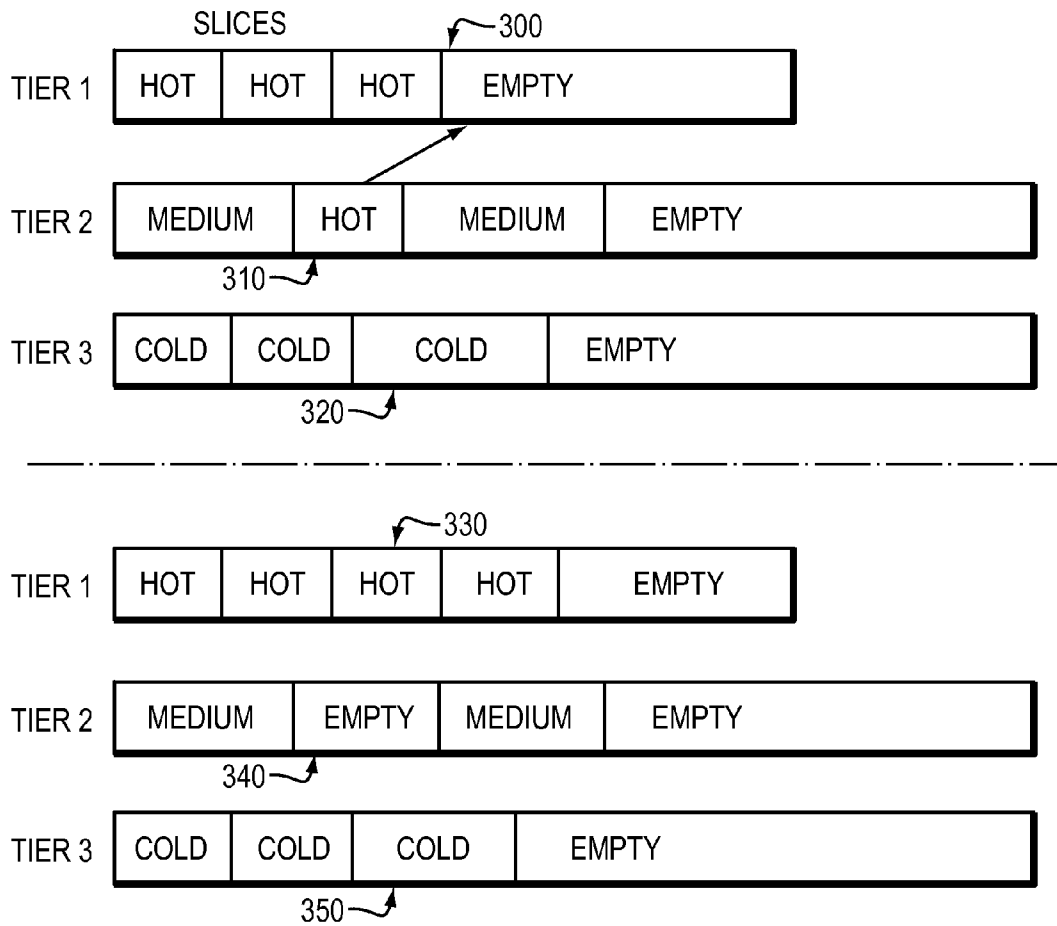 SLICES
300
TIER 1 HOT HOT HOT EMPTY
TIER 2 MEDIUM HOT MEDIUM EMPTY
310
TIER 3 COLD COLD COLD EMPTY
320
330
TIER 1 HOT HOT HOT HOT EMPTY
TIER 2 MEDIUM EMPTY MEDIUM EMPTY
340
TIER 3 COLD COLD COLD EMPTY
350